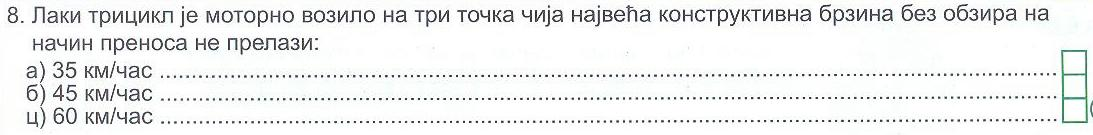 8. Лаки трицикл је моторно возило на три точка чија највећа конструктивна брзина без обзира на
начин преноса не прелази:
а) 35 км/час ........................................................................................................................
б) 45 км/час ........................................................................................................................
ц) 60 км/час ........................................................................................................................